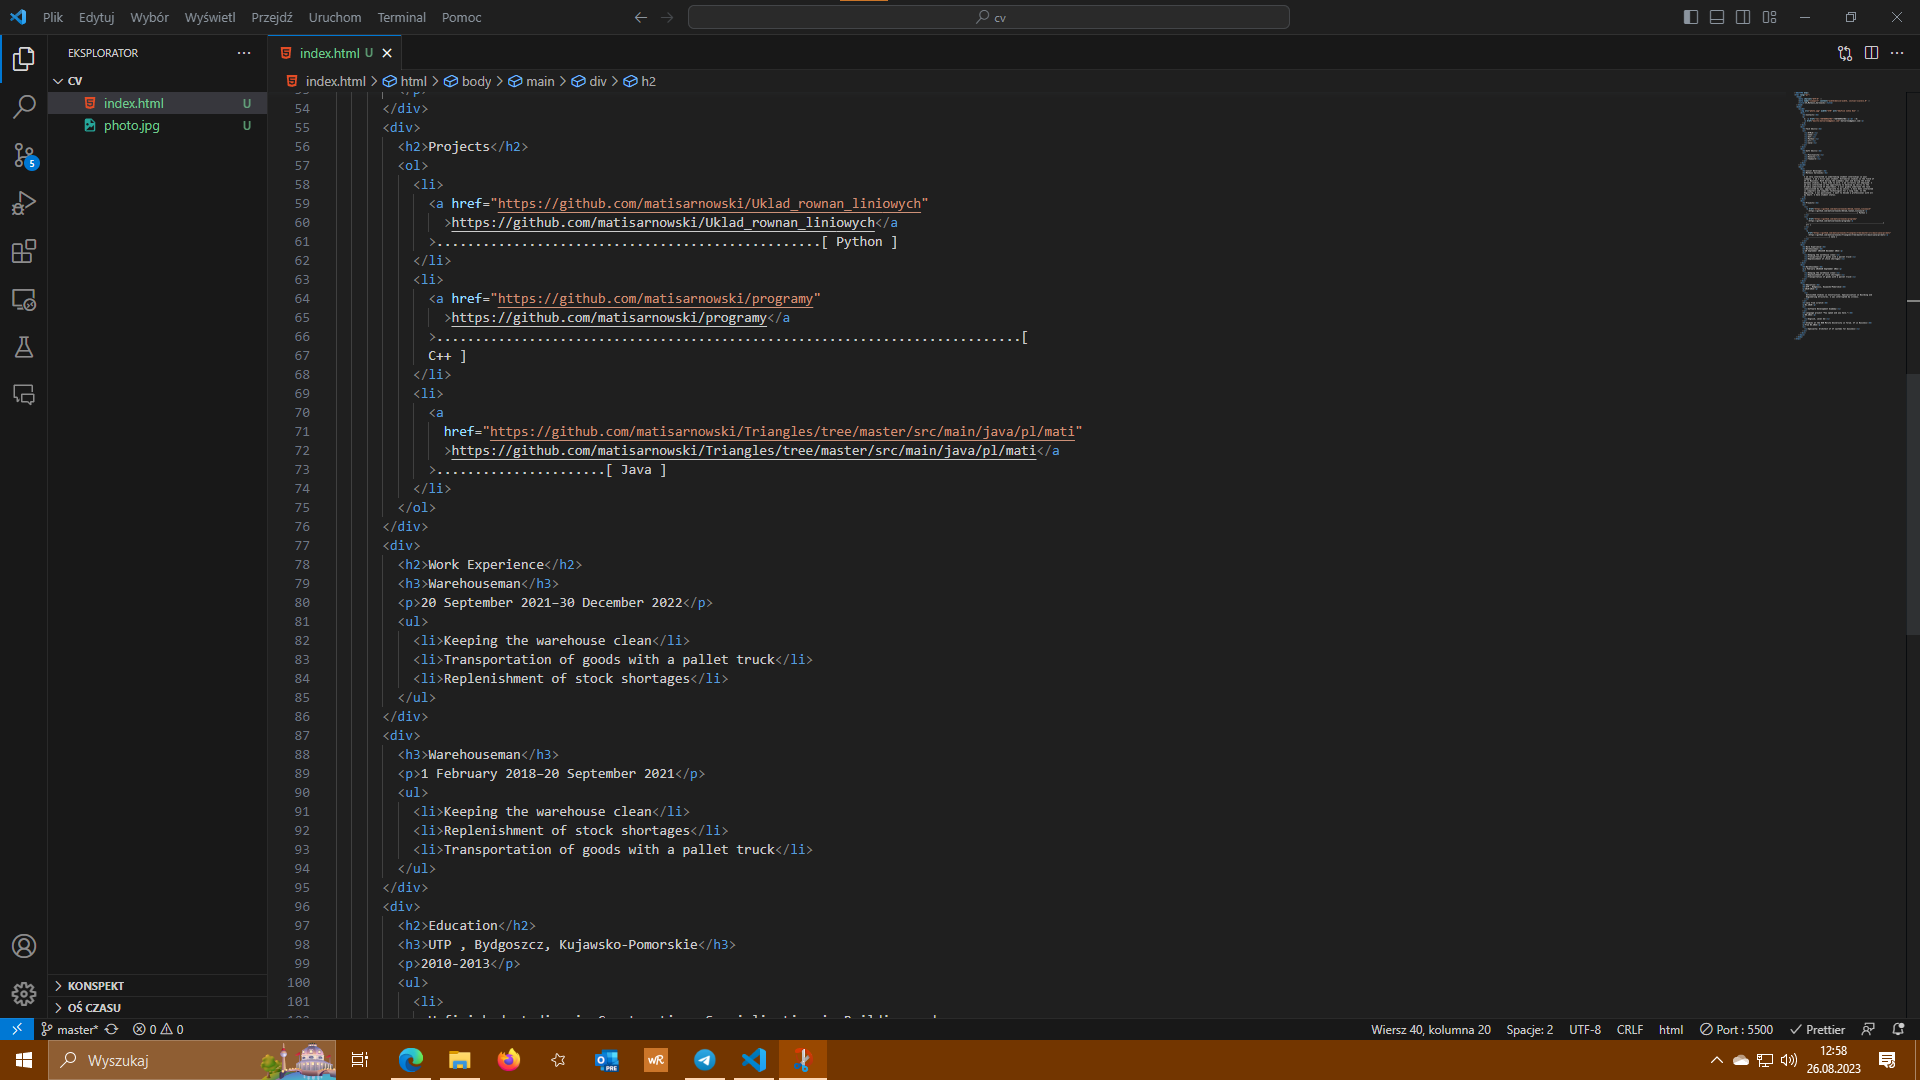 Plik Edytuj Wybór Wyświetl Przejdź Uruchom Terminal Pomoc
cv
EKSPLORATOR
index.html U
index.html > html > body > main > div > h2
CV
index.html U
photo.jpg U
5
54 </div>
55 <div>
56 <h2>Projects</h2>
57 <ol>
58 <li>
59 <a href="https://github.com/matisarnowski/Uklad_rownan_liniowych"
60 >https://github.com/matisarnowski/Uklad_rownan_liniowych</a
61 >..................................................[ Python ]
62 </li>
63 <li>
64 <a href="https://github.com/matisarnowski/programy"
65 >https://github.com/matisarnowski/programy</a
66 >............................................................................[
67 C++ ]
68 </li>
69 <li>
70 <a
71 href="https://github.com/matisarnowski/Triangles/tree/master/src/main/java/pl/mati"
72 >https://github.com/matisarnowski/Triangles/tree/master/src/main/java/pl/mati</a
73 >......................[ Java ]
74 </li>
75 </ol>
76 </div>
77 <div>
78 <h2>Work Experience</h2>
79 <h3>Warehouseman</h3>
80 <p>20 September 2021–30 December 2022</p>
81 <ul>
82 <li>Keeping the warehouse clean</li>
83 <li>Transportation of goods with a pallet truck</li>
84 <li>Replenishment of stock shortages</li>
85 </ul>
86 </div>
87 <div>
88 <h3>Warehouseman</h3>
89 <p>1 February 2018–20 September 2021</p>
90 <ul>
91 <li>Keeping the warehouse clean</li>
92 <li>Replenishment of stock shortages</li>
93 <li>Transportation of goods with a pallet truck</li>
94 </ul>
95 </div>
96 <div>
97 <h2>Education</h2>
98 <h3>UTP , Bydgoszcz, Kujawsko-Pomorskie</h3>
99 <p>2010-2013</p>
100 <ul>
101 <li>
KONSPEKT
OŚ CZASU
master* 0 0 Wiersz 40, kolumna 20 Spacje: 2 UTF-8 CRLF html Port : 5500 Prettier
Wyszukaj
PRE
wR
12:58
26.08.2023